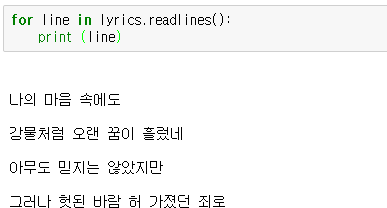 for line in lyrics.readlines():
    print (line)
나의 마음 속에도
강물처럼 오랜 꿈이 흘렀네
아무도 믿지는 않았지만
그러나 헛된 바람 허 가졌던 죄로